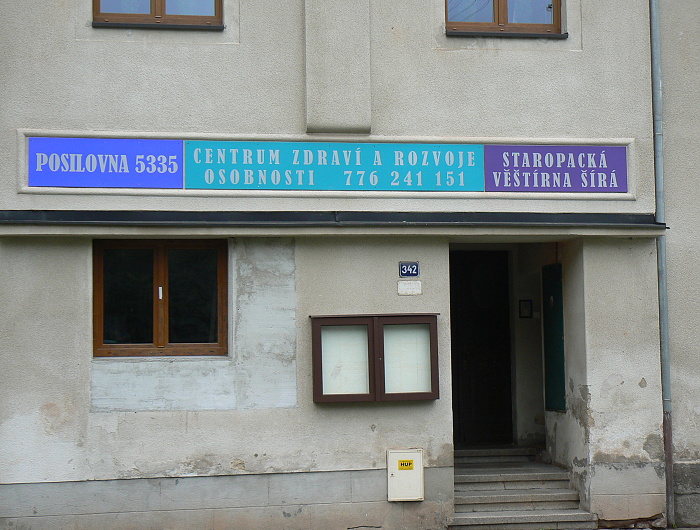 POSILOVNA 5335
CENTRUM ZDRAVÍ A ROZVOJE
OSOBNOSTI 776 241 151
STAROPACKÁ
VĚŠTÍRNA ŠÍRÁ
342
HUP